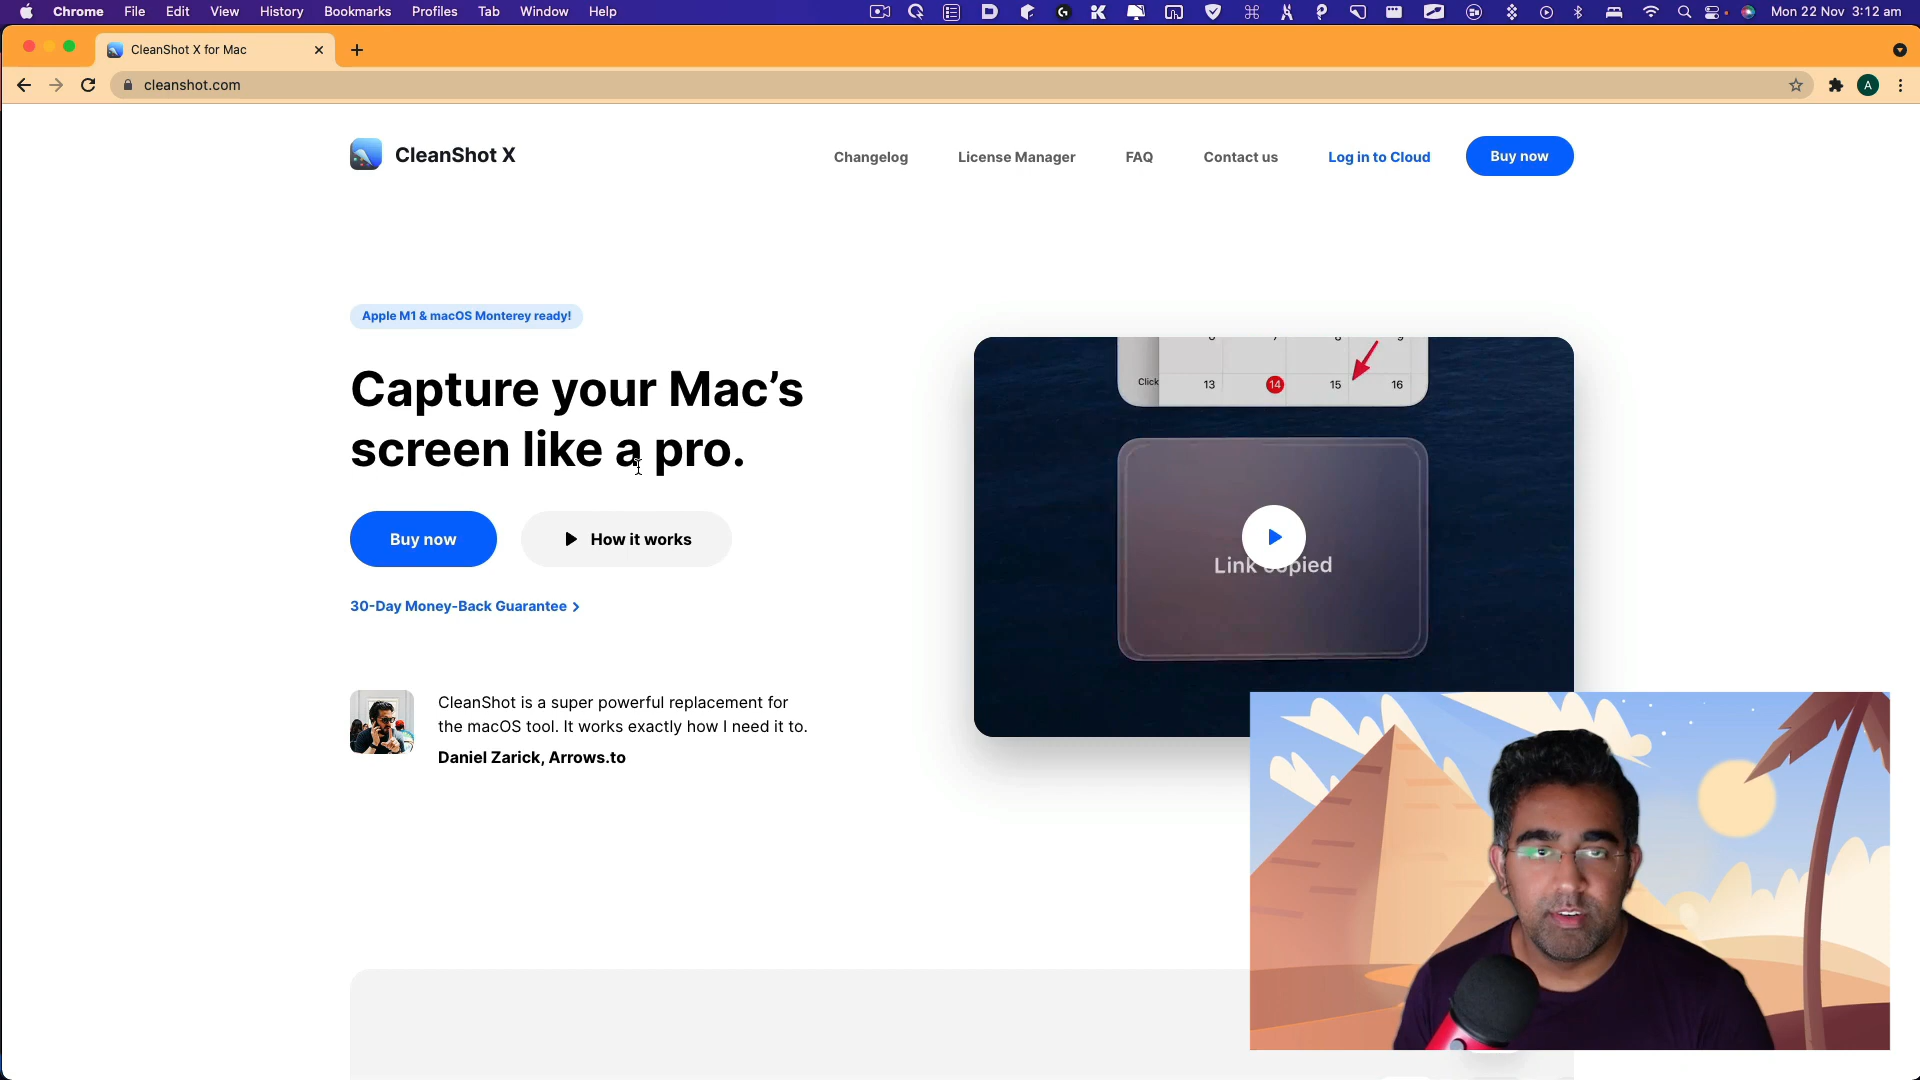 Chrome File Edit View History Bookmarks Profiles Tab Window Help Mon 22 Nov 3:12 am
CleanShot X for Mac
cleanshot.com
A
CleanShot X
Changelog License Manager FAQ Contact us Log in to Cloud Buy now
Apple M1 & macOS Monterey ready!
Capture your Mac’s
screen like a pro.
Buy now
How it works
30-Day Money-Back Guarantee
CleanShot is a super powerful replacement for
the macOS tool. It works exactly how I need it to.
Daniel Zarick, Arrows.to
Click 13 14 15 16
Link copied